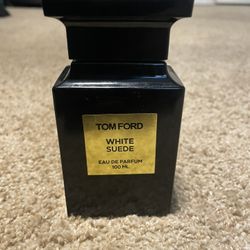 TOM FORD
WHITE
SUEDE
EAU DE PARFUM
100 ML